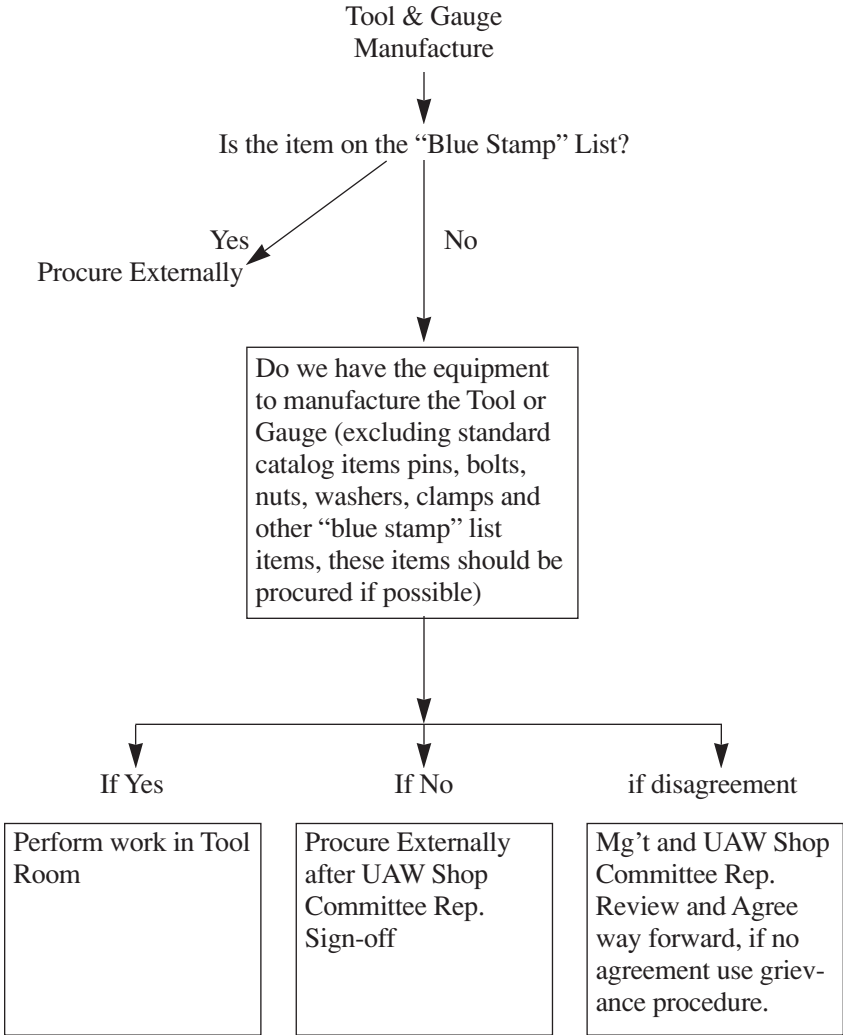 Tool & Gauge
Manufacture
Is the item on the “Blue Stamp” List?
Yes
Procure Externally
No
Do we have the equipment
to manufacture the Tool or
Gauge (excluding standard
catalog items pins, bolts,
nuts, washers, clamps and
other “blue stamp” list
items, these items should be
procured if possible)
If Yes
If No
if disagreement
Perform work in Tool
Room
Procure Externally
after UAW Shop
Committee Rep.
Sign-off
Mg’t and UAW Shop
Committee Rep.
Review and Agree
way forward, if no
agreement use griev-
ance procedure.